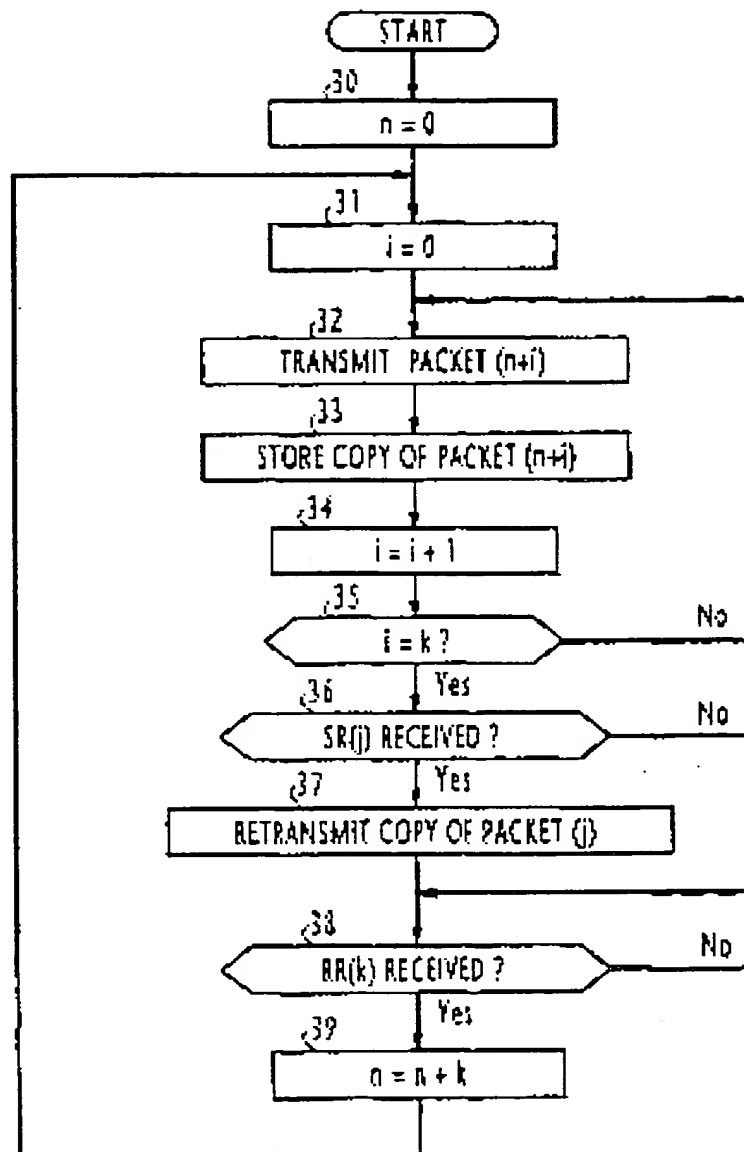 START
30
n = 0
31
i = 0
32
TRANSMIT PACKET (n+i)
33
STORE COPY OF PACKET (n+i)
34
i = i + 1
35
i = k ?
No
Yes
36
SR(j) RECEIVED ?
No
Yes
37
RETRANSMIT COPY OF PACKET (j)
38
RR(k) RECEIVED ?
No
Yes
39
n = n + k